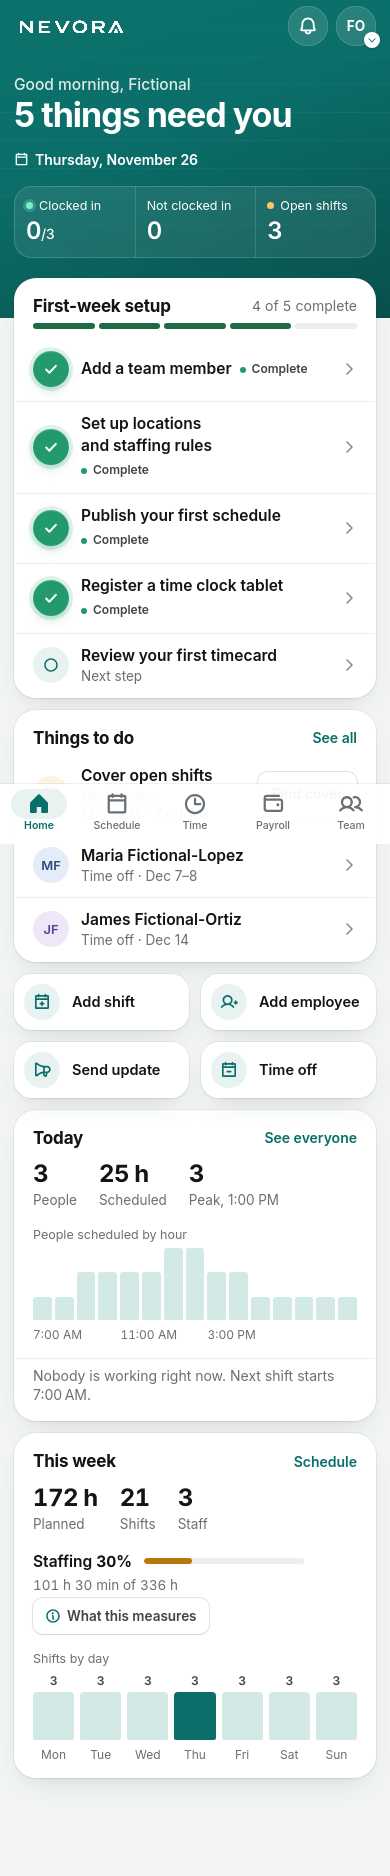 NEVORA
FO
Good morning, Fictional
5 things need you
Thursday, November 26
Clocked in
0/3
Not clocked in
0
Open shifts
3
First-week setup
4 of 5 complete
Add a team member
Complete
Set up locations
and staffing rules
Complete
Publish your first schedule
Complete
Register a time clock tablet
Complete
Review your first timecard
Next step
Things to do
See all
Cover open shifts
Home
Schedule
Time
Payroll
Team
MF
Maria Fictional-Lopez
Time off · Dec 7–8
JF
James Fictional-Ortiz
Time off · Dec 14
Add shift
Add employee
Send update
Time off
Today
See everyone
3
People
25 h
Scheduled
3
Peak, 1:00 PM
People scheduled by hour
7:00 AM
11:00 AM
3:00 PM
Nobody is working right now. Next shift starts
7:00 AM.
This week
Schedule
172 h
Planned
21
Shifts
3
Staff
Staffing 30%
101 h 30 min of 336 h
What this measures
Shifts by day
3 3 3 3 3 3 3
Mon Tue Wed Thu Fri Sat Sun